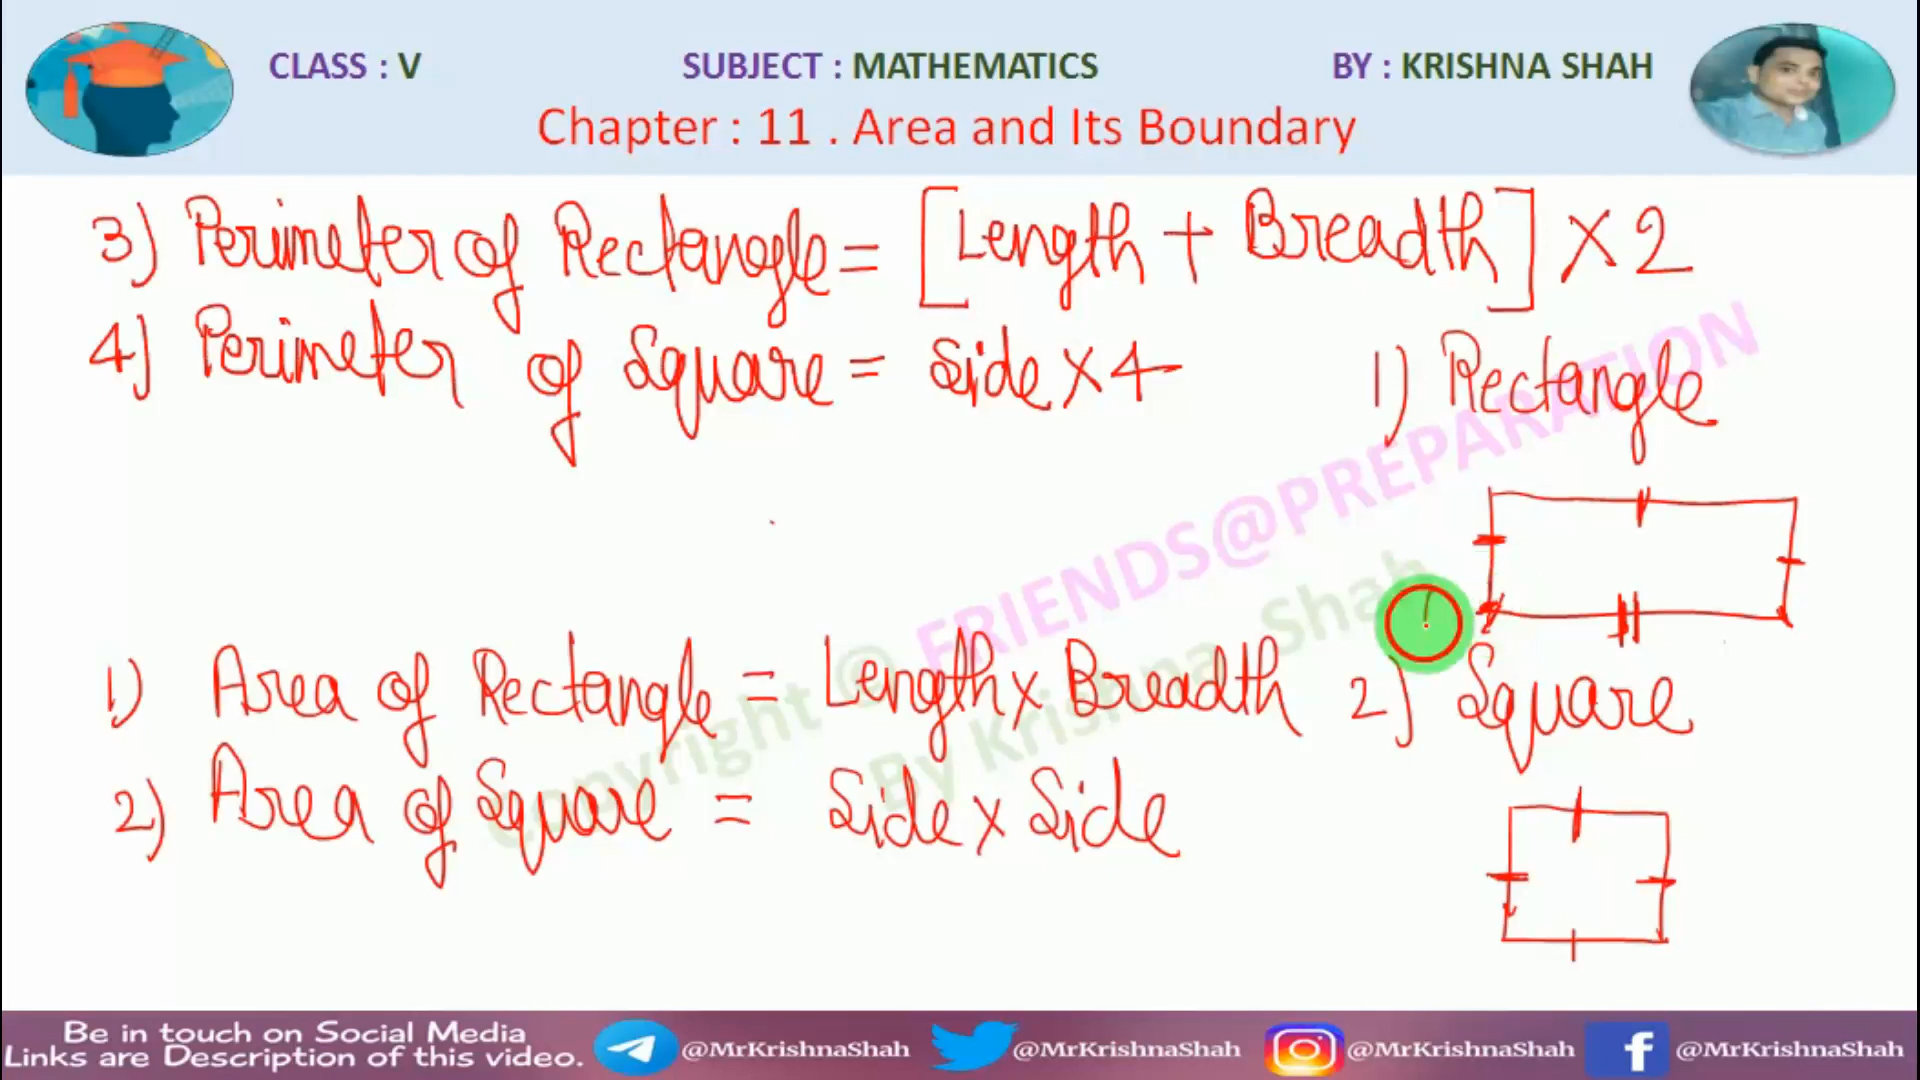 CLASS : V
SUBJECT : MATHEMATICS
BY : KRISHNA SHAH
Chapter : 11 . Area and Its Boundary
3) Perimeter of Rectangle = [Length + Breadth] × 2
4) Perimeter of Square = Side × 4
1) Rectangle
1) Area of Rectangle = Length × Breadth
2) Square
2) Area of Square = Side × Side
Copyright @ FRIENDS@PREPARATION
By Krishna Shah
Be in touch on Social Media
Links are Description of this video.
@MrKrishnaShah
@MrKrishnaShah
@MrKrishnaShah
@MrKrishnaShah